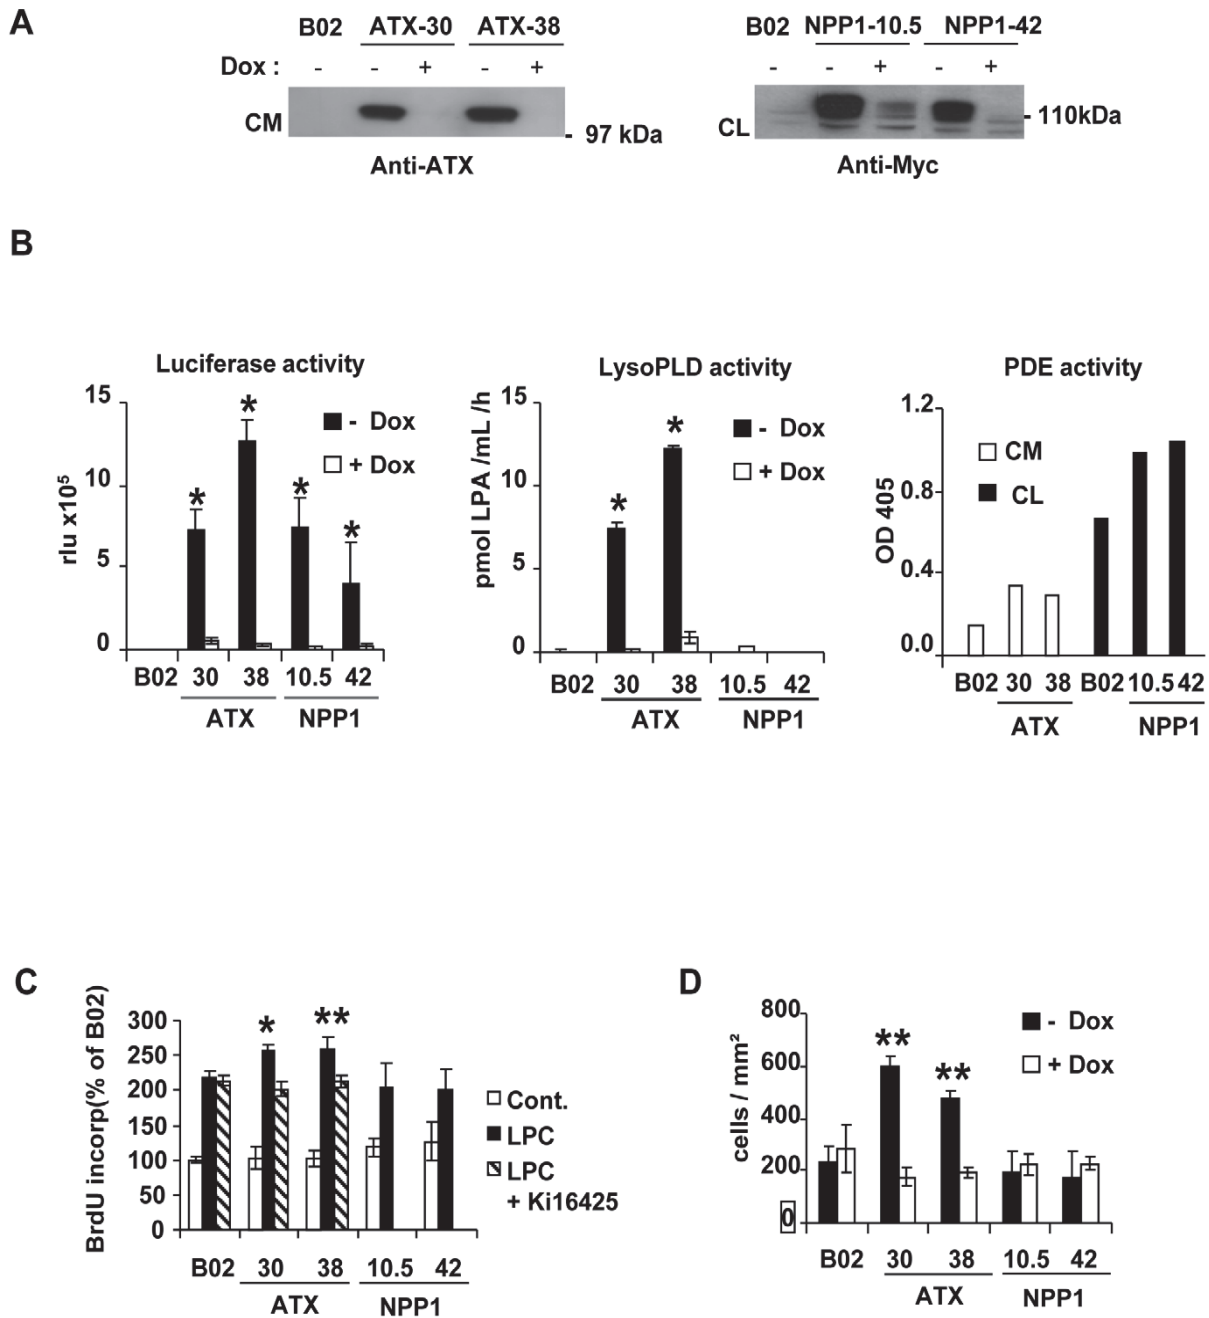 A
B02 ATX-30 ATX-38
Dox : - - + - +
CM
- 97 kDa
Anti-ATX
B02 NPP1-10.5 NPP1-42
- - + - +
CL
- 110kDa
Anti-Myc
B
Luciferase activity
rlu x10⁵
15
10
5
0
*
*
*
*
- Dox
+ Dox
B02 30 38 10.5 42
ATX NPP1
LysoPLD activity
pmol LPA /mL /h
15
10
5
0
*
*
- Dox
+ Dox
B02 30 38 10.5 42
ATX NPP1
PDE activity
OD 405
1.2
0.8
0.4
0.0
CM
CL
B02 30 38 B02 10.5 42
ATX NPP1
C
BrdU incorp(% of B02)
300
250
200
150
100
50
0
*
**
Cont.
LPC
LPC
+ Ki16425
B02 30 38 10.5 42
ATX NPP1
D
cells / mm²
800
600
400
200
0
**
**
- Dox
+ Dox
B02 30 38 10.5 42
ATX NPP1